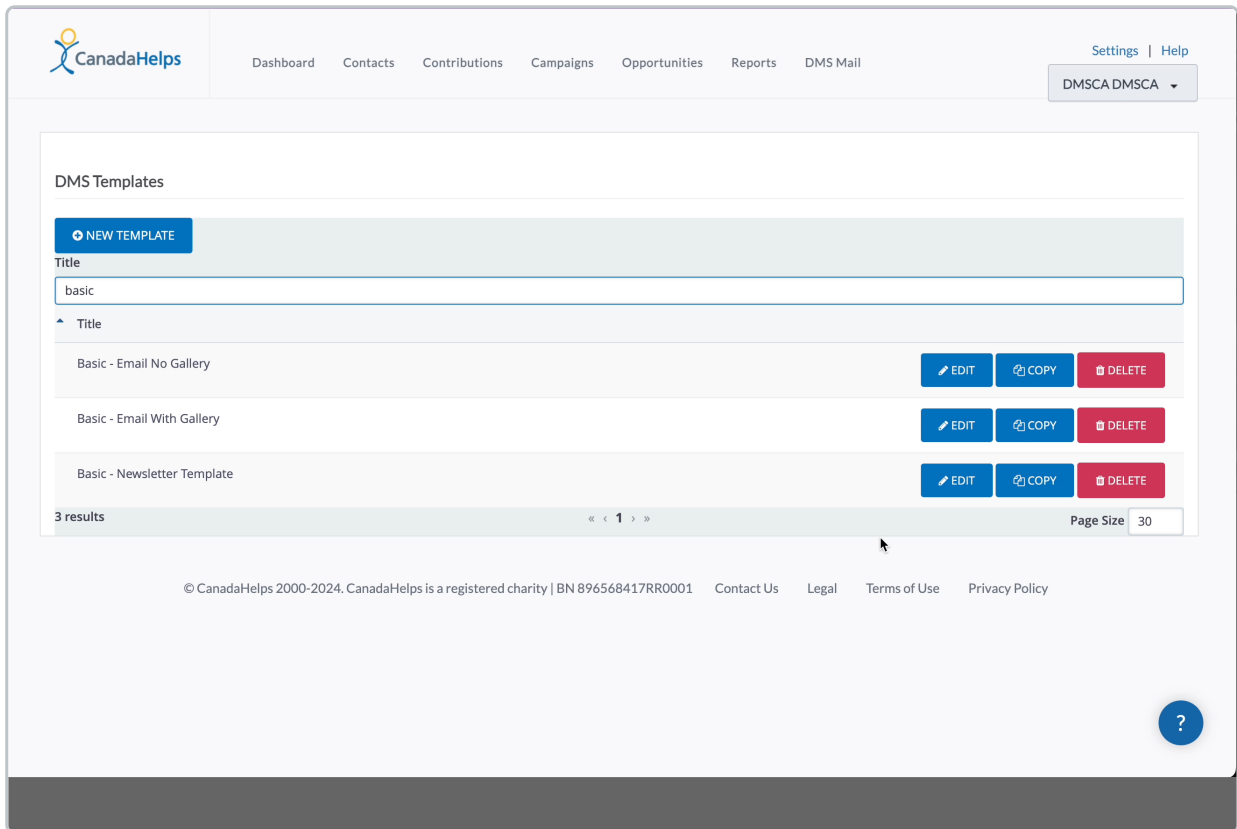 CanadaHelps
Dashboard Contacts Contributions Campaigns Opportunities Reports DMS Mail
Settings | Help
DMSCA DMSCA
DMS Templates
NEW TEMPLATE
Title
basic
Title
Basic - Email No Gallery EDIT COPY DELETE
Basic - Email With Gallery EDIT COPY DELETE
Basic - Newsletter Template EDIT COPY DELETE
3 results « ‹ 1 › » Page Size 30
© CanadaHelps 2000-2024. CanadaHelps is a registered charity | BN 896568417RR0001 Contact Us Legal Terms of Use Privacy Policy
?